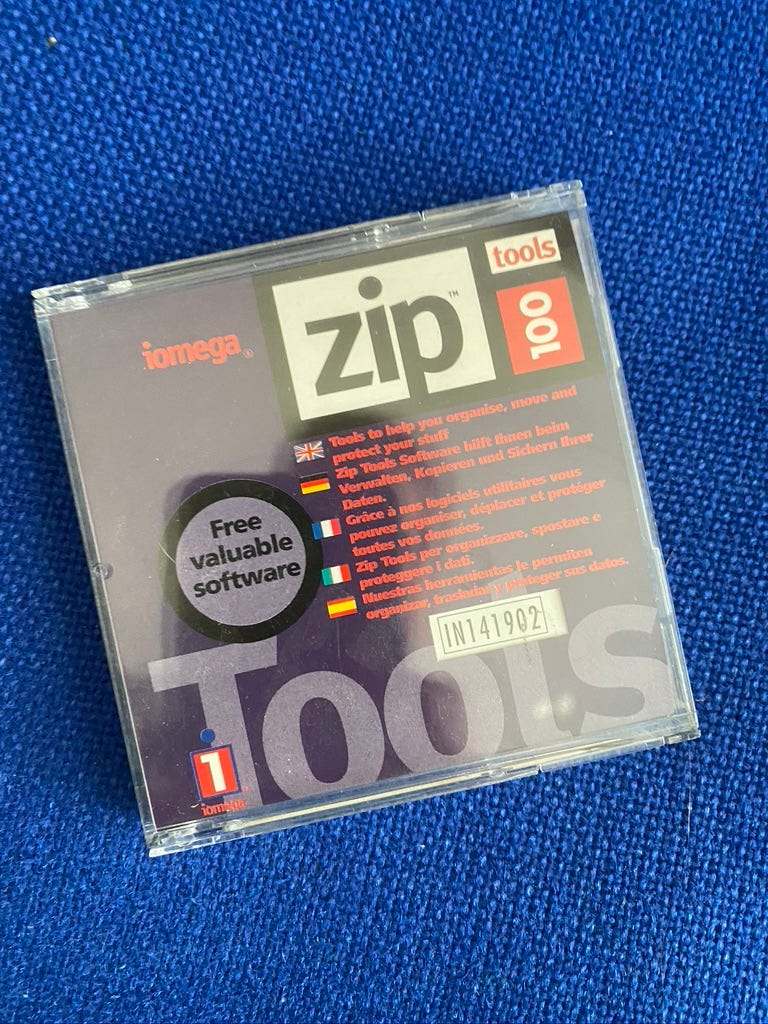 tools
zip™
100
iomega®
Tools to help you organise, move and
protect your stuff
Zip Tools Software hilft Ihnen beim
Verwalten, Kopieren und Sichern Ihrer
Daten.
Grâce à nos logiciels utilitaires vous
pouvez organiser, déplacer et protéger
toutes vos données.
Zip Tools per organizzare, spostare e
proteggere i dati.
Nuestras herramientas le permiten
organizar, trasladar y proteger sus datos.
Free
valuable
software
IN141902
Tools
1
iomega